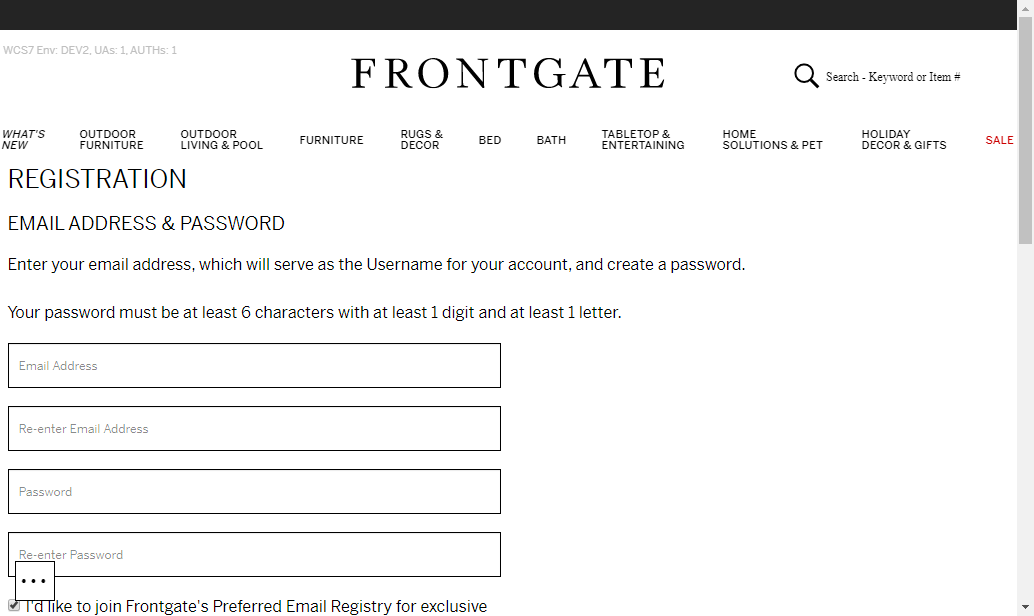 WCS7 Env: DEV2, UAs: 1, AUTHs: 1
FRONTGATE
Search - Keyword or Item #
WHAT'S
NEW
OUTDOOR
FURNITURE
OUTDOOR
LIVING & POOL
FURNITURE
RUGS &
DECOR
BED
BATH
TABLETOP &
ENTERTAINING
HOME
SOLUTIONS & PET
HOLIDAY
DECOR & GIFTS
SALE
REGISTRATION
EMAIL ADDRESS & PASSWORD
Enter your email address, which will serve as the Username for your account, and create a password.
Your password must be at least 6 characters with at least 1 digit and at least 1 letter.
Email Address
Re-enter Email Address
Password
Re-enter Password
...
I'd like to join Frontgate's Preferred Email Registry for exclusive